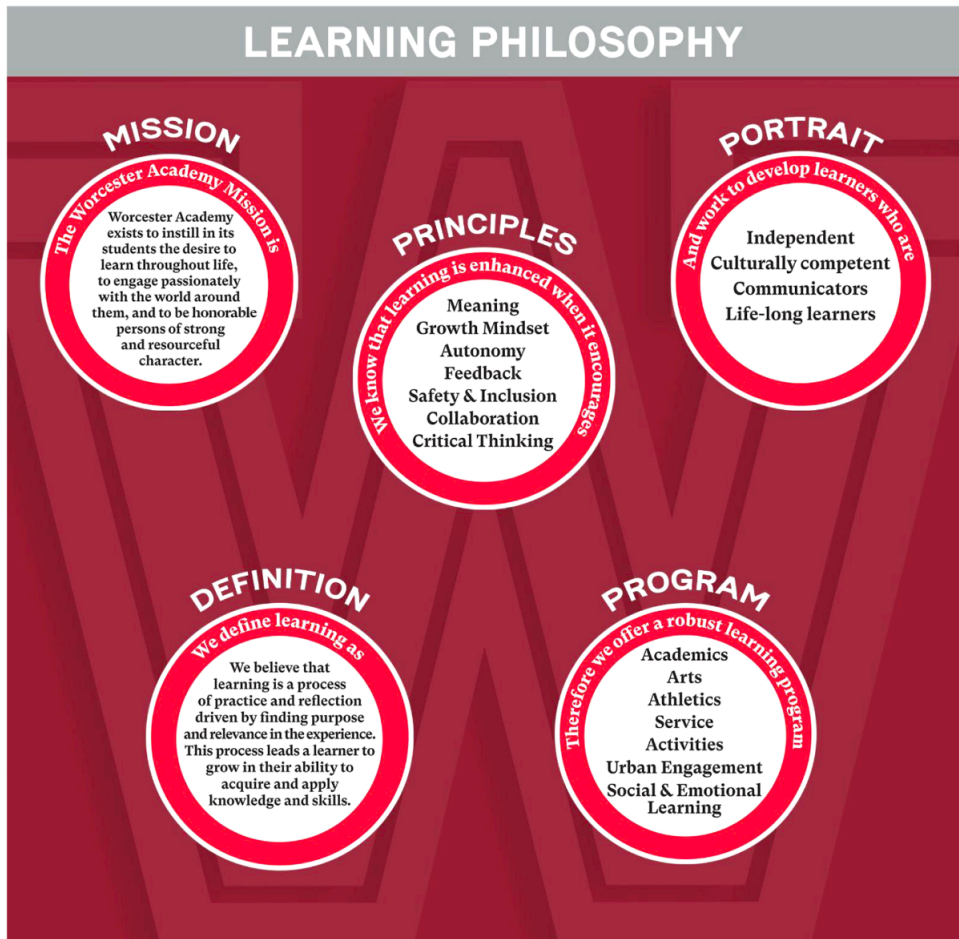 LEARNING PHILOSOPHY
MISSION
The Worcester Academy Mission is
Worcester Academy
exists to instill in its
students the desire to
learn throughout life,
to engage passionately
with the world around
them, and to be honorable
persons of strong
and resourceful
character.
DEFINITION
We define learning as
We believe that
learning is a process
of practice and reflection
driven by finding purpose
and relevance in the experience.
This process leads a learner to
grow in their ability to
acquire and apply
knowledge and skills.
PRINCIPLES
We know that learning is enhanced when it encourages
Meaning
Growth Mindset
Autonomy
Feedback
Safety & Inclusion
Collaboration
Critical Thinking
PROGRAM
Therefore we offer a robust learning program
Academics
Arts
Athletics
Service
Activities
Urban Engagement
Social & Emotional
Learning
PORTRAIT
And work to develop learners who are
Independent
Culturally competent
Communicators
Life-long learners